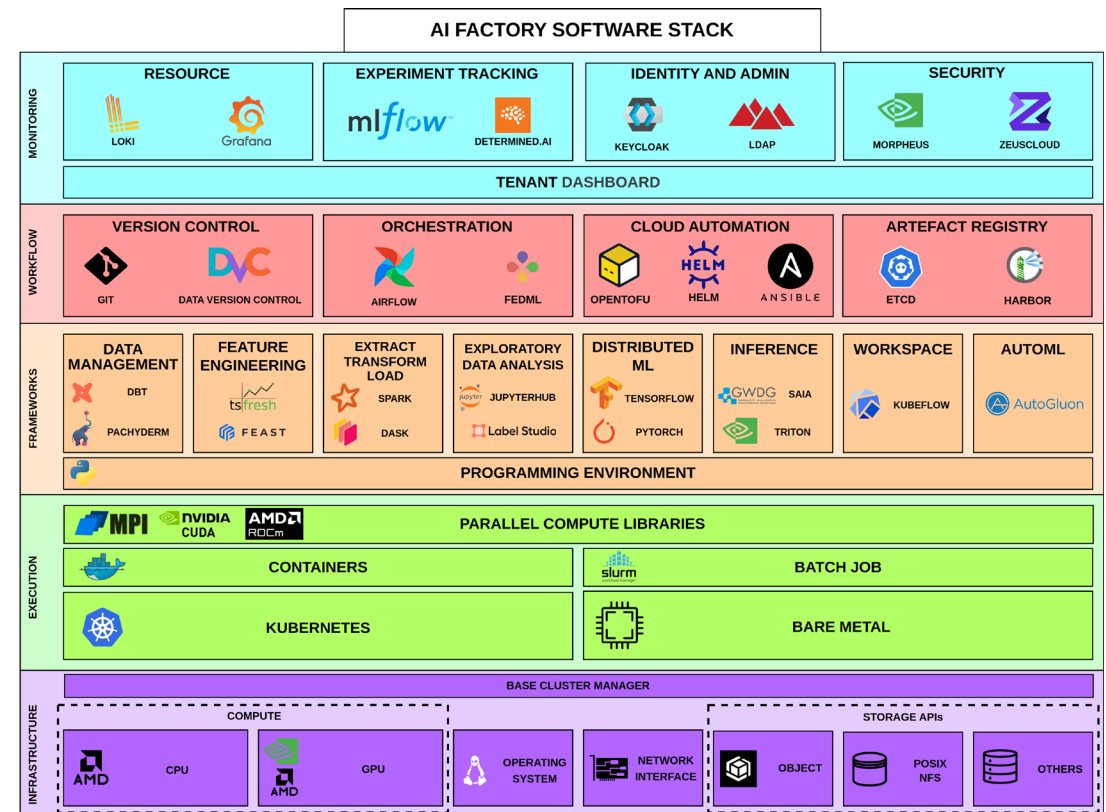 AI FACTORY SOFTWARE STACK
MONITORING
RESOURCE
LOKI
Grafana
EXPERIMENT TRACKING
mlflow™
DETERMINED.AI
IDENTITY AND ADMIN
KEYCLOAK
LDAP
SECURITY
MORPHEUS
ZEUSCLOUD
TENANT DASHBOARD
WORKFLOW
VERSION CONTROL
GIT
DVC
DATA VERSION CONTROL
ORCHESTRATION
AIRFLOW
FEDML
CLOUD AUTOMATION
OPENTOFU
HELM
HELM
ANSIBLE
ARTEFACT REGISTRY
ETCD
HARBOR
FRAMEWORKS
DATA
MANAGEMENT
DBT
PACHYDERM
FEATURE
ENGINEERING
tsfresh
FEAST
EXTRACT
TRANSFORM
LOAD
SPARK
DASK
EXPLORATORY
DATA ANALYSIS
jupyter
JUPYTERHUB
Label Studio
DISTRIBUTED
ML
TENSORFLOW
PYTORCH
INFERENCE
GWDG
SAIA
TRITON
WORKSPACE
KUBEFLOW
AUTOML
AutoGluon
PROGRAMMING ENVIRONMENT
EXECUTION
MPI
NVIDIA
CUDA
AMD
ROCm
PARALLEL COMPUTE LIBRARIES
CONTAINERS
slurm
BATCH JOB
KUBERNETES
BARE METAL
INFRASTRUCTURE
BASE CLUSTER MANAGER
COMPUTE
AMD
CPU
AMD
GPU
OPERATING
SYSTEM
NETWORK
INTERFACE
STORAGE APIs
OBJECT
POSIX
NFS
OTHERS